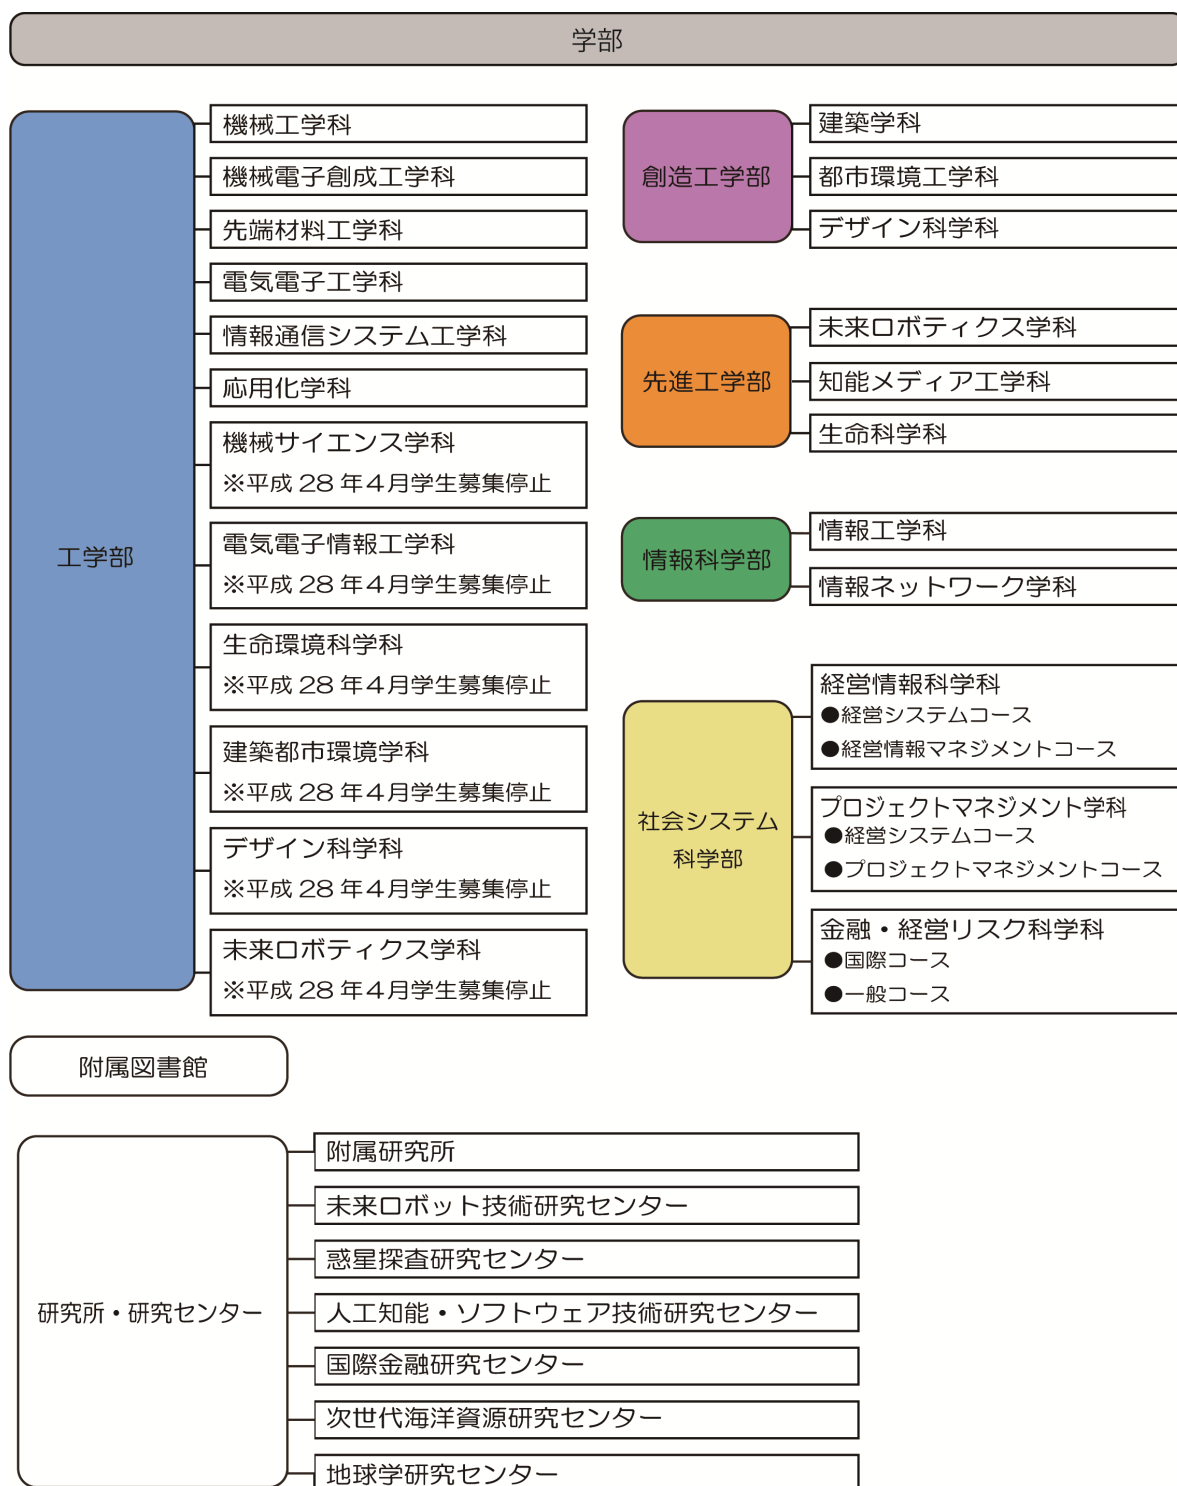 学部
工学部
機械工学科
機械電子創成工学科
先端材料工学科
電気電子工学科
情報通信システム工学科
応用化学科
機械サイエンス学科
※平成 28 年４月学生募集停止
電気電子情報工学科
※平成 28 年４月学生募集停止
生命環境科学科
※平成 28 年４月学生募集停止
建築都市環境学科
※平成 28 年４月学生募集停止
デザイン科学科
※平成 28 年４月学生募集停止
未来ロボティクス学科
※平成 28 年４月学生募集停止
創造工学部
建築学科
都市環境工学科
デザイン科学科
先進工学部
未来ロボティクス学科
知能メディア工学科
生命科学科
情報科学部
情報工学科
情報ネットワーク学科
社会システム
科学部
経営情報科学科
●経営システムコース
●経営情報マネジメントコース
プロジェクトマネジメント学科
●経営システムコース
●プロジェクトマネジメントコース
金融・経営リスク科学科
●国際コース
●一般コース
附属図書館
研究所・研究センター
附属研究所
未来ロボット技術研究センター
惑星探査研究センター
人工知能・ソフトウェア技術研究センター
国際金融研究センター
次世代海洋資源研究センター
地球学研究センター